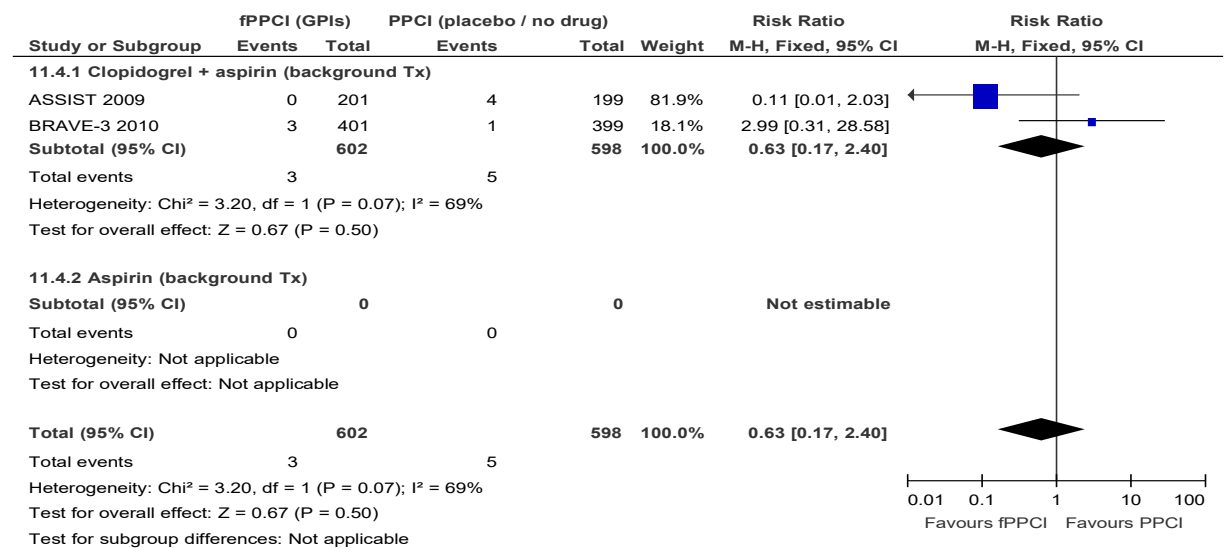 fPPCI (GPIs) PPCI (placebo / no drug) Risk Ratio Risk Ratio
Study or Subgroup Events Total Events Total Weight M-H, Fixed, 95% CI M-H, Fixed, 95% CI
11.4.1 Clopidogrel + aspirin (background Tx)
ASSIST 2009 0 201 4 199 81.9% 0.11 [0.01, 2.03]
BRAVE-3 2010 3 401 1 399 18.1% 2.99 [0.31, 28.58]
Subtotal (95% CI) 602 598 100.0% 0.63 [0.17, 2.40]
Total events 3 5
Heterogeneity: Chi² = 3.20, df = 1 (P = 0.07); I² = 69%
Test for overall effect: Z = 0.67 (P = 0.50)
11.4.2 Aspirin (background Tx)
Subtotal (95% CI) 0 0 Not estimable
Total events 0 0
Heterogeneity: Not applicable
Test for overall effect: Not applicable
Total (95% CI) 602 598 100.0% 0.63 [0.17, 2.40]
Total events 3 5
Heterogeneity: Chi² = 3.20, df = 1 (P = 0.07); I² = 69%
Test for overall effect: Z = 0.67 (P = 0.50)
Test for subgroup differences: Not applicable
0.01 0.1 1 10 100
Favours fPPCI Favours PPCI